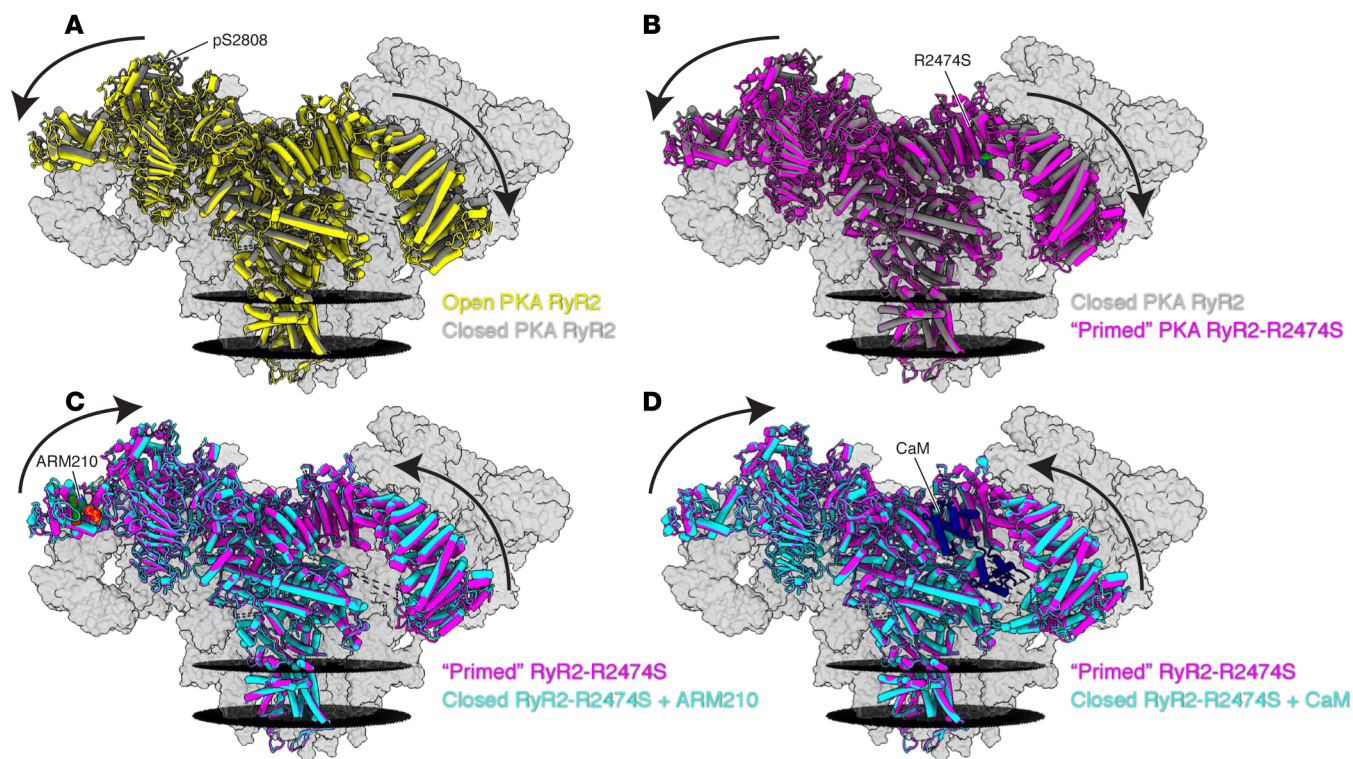 A
pS2808
Open PKA RyR2
Closed PKA RyR2
B
R2474S
Closed PKA RyR2
“Primed” PKA RyR2-R2474S
C
ARM210
“Primed” RyR2-R2474S
Closed RyR2-R2474S + ARM210
D
CaM
“Primed” RyR2-R2474S
Closed RyR2-R2474S + CaM